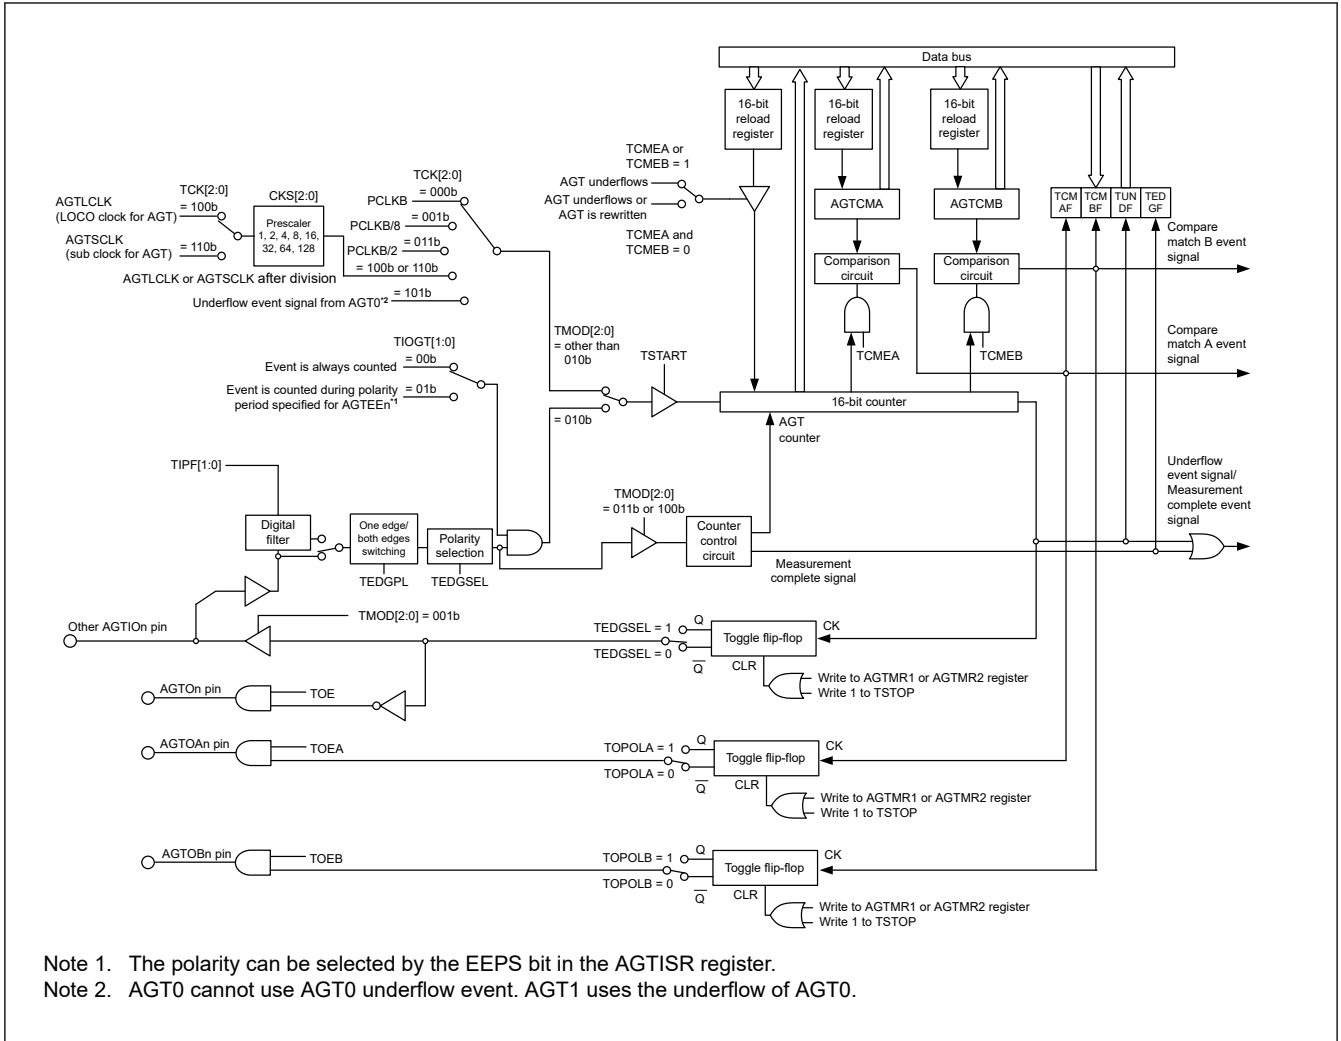 Data bus
16-bit
reload
register
16-bit
reload
register
16-bit
reload
register
TCMEA or
TCMEB = 1
AGT underflows
AGT underflows or
AGT is rewritten
TCMEA and
TCMEB = 0
AGTCMA
AGTCMB
TCM
AF
TCM
BF
TUN
DF
TED
GF
Comparison
circuit
Comparison
circuit
TCMEA
TCMEB
Compare
match B event
signal
Compare
match A event
signal
TCK[2:0]
AGTLCLK
(LOCO clock for AGT)
= 100b
AGTSCLK
(sub clock for AGT)
= 110b
CKS[2:0]
Prescaler
1, 2, 4, 8, 16,
32, 64, 128
TCK[2:0]
= 000b
PCLKB
= 001b
PCLKB/8
= 011b
PCLKB/2
= 100b or 110b
AGTLCLK or AGTSCLK after division
= 101b
Underflow event signal from AGT0*2
TIOGT[1:0]
= 00b
Event is always counted
= 01b
Event is counted during polarity
period specified for AGTEEn*1
TMOD[2:0]
= other than
010b
= 010b
TSTART
16-bit counter
AGT
counter
TIPF[1:0]
Digital
filter
One edge/
both edges
switching
TEDGPL
Polarity
selection
TEDGSEL
TMOD[2:0]
= 011b or 100b
Counter
control
circuit
Measurement
complete signal
Underflow
event signal/
Measurement
complete event
signal
TMOD[2:0] = 001b
Other AGTIOn pin
TEDGSEL = 1
TEDGSEL = 0
Q
Q
Toggle flip-flop
CK
CLR
Write to AGTMR1 or AGTMR2 register
Write 1 to TSTOP
AGTOn pin
TOE
AGTOAn pin
TOEA
TOPOLA = 1
TOPOLA = 0
Q
Q
Toggle flip-flop
CK
CLR
Write to AGTMR1 or AGTMR2 register
Write 1 to TSTOP
AGTOBn pin
TOEB
TOPOLB = 1
TOPOLB = 0
Q
Q
Toggle flip-flop
CK
CLR
Write to AGTMR1 or AGTMR2 register
Write 1 to TSTOP
Note 1. The polarity can be selected by the EEPS bit in the AGTISR register.
Note 2. AGT0 cannot use AGT0 underflow event. AGT1 uses the underflow of AGT0.